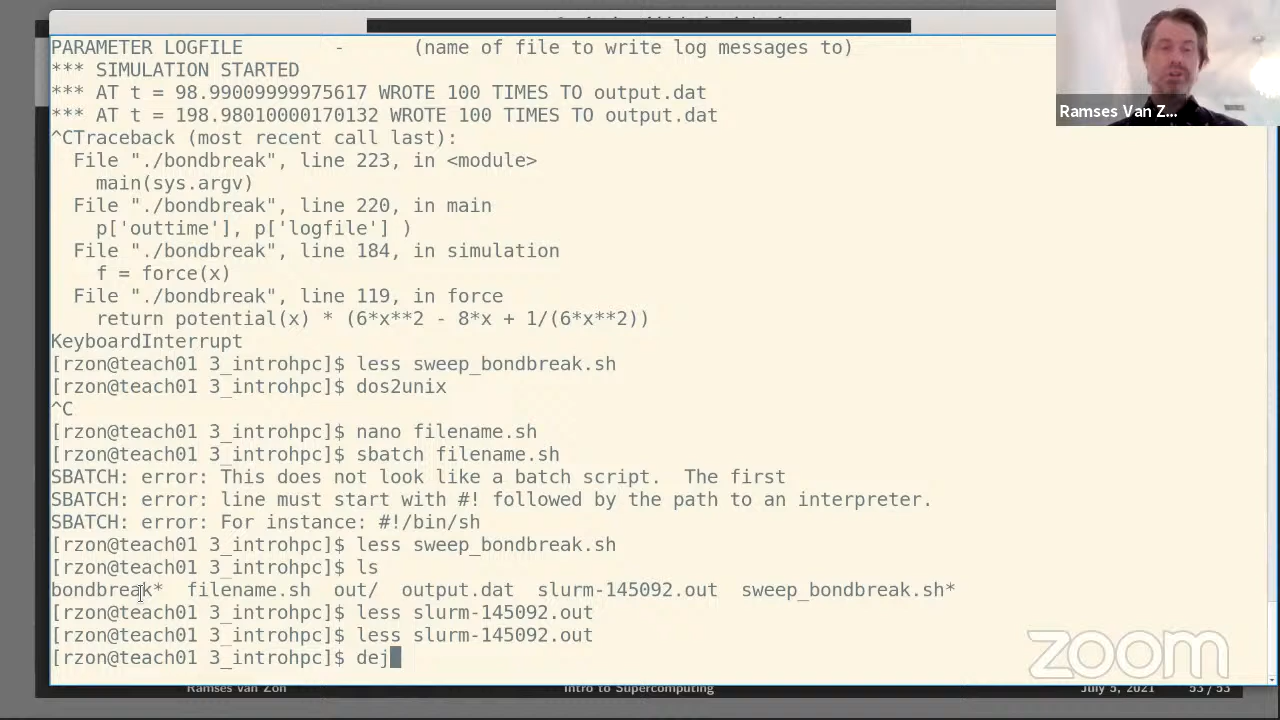 PARAMETER LOGFILE - (name of file to write log messages to)
*** SIMULATION STARTED
*** AT t = 98.99009999975617 WROTE 100 TIMES TO output.dat
*** AT t = 198.98010000170132 WROTE 100 TIMES TO output.dat
^CTraceback (most recent call last):
File "./bondbreak", line 223, in <module>
main(sys.argv)
File "./bondbreak", line 220, in main
p['outtime'], p['logfile'] )
File "./bondbreak", line 184, in simulation
f = force(x)
File "./bondbreak", line 119, in force
return potential(x) * (6*x**2 - 8*x + 1/(6*x**2))
KeyboardInterrupt
[rzon@teach01 3_introhpc]$ less sweep_bondbreak.sh
[rzon@teach01 3_introhpc]$ dos2unix
^C
[rzon@teach01 3_introhpc]$ nano filename.sh
[rzon@teach01 3_introhpc]$ sbatch filename.sh
SBATCH: error: This does not look like a batch script.  The first
SBATCH: error: line must start with #! followed by the path to an interpreter.
SBATCH: error: For instance: #!/bin/sh
[rzon@teach01 3_introhpc]$ less sweep_bondbreak.sh
[rzon@teach01 3_introhpc]$ ls
bondbreak*  filename.sh  out/  output.dat  slurm-145092.out  sweep_bondbreak.sh*
[rzon@teach01 3_introhpc]$ less slurm-145092.out
[rzon@teach01 3_introhpc]$ less slurm-145092.out
[rzon@teach01 3_introhpc]$ dej
Ramses Van Z...
zoom
Ramses Van Zon Intro to Supercomputing July 5, 2021 53 / 53